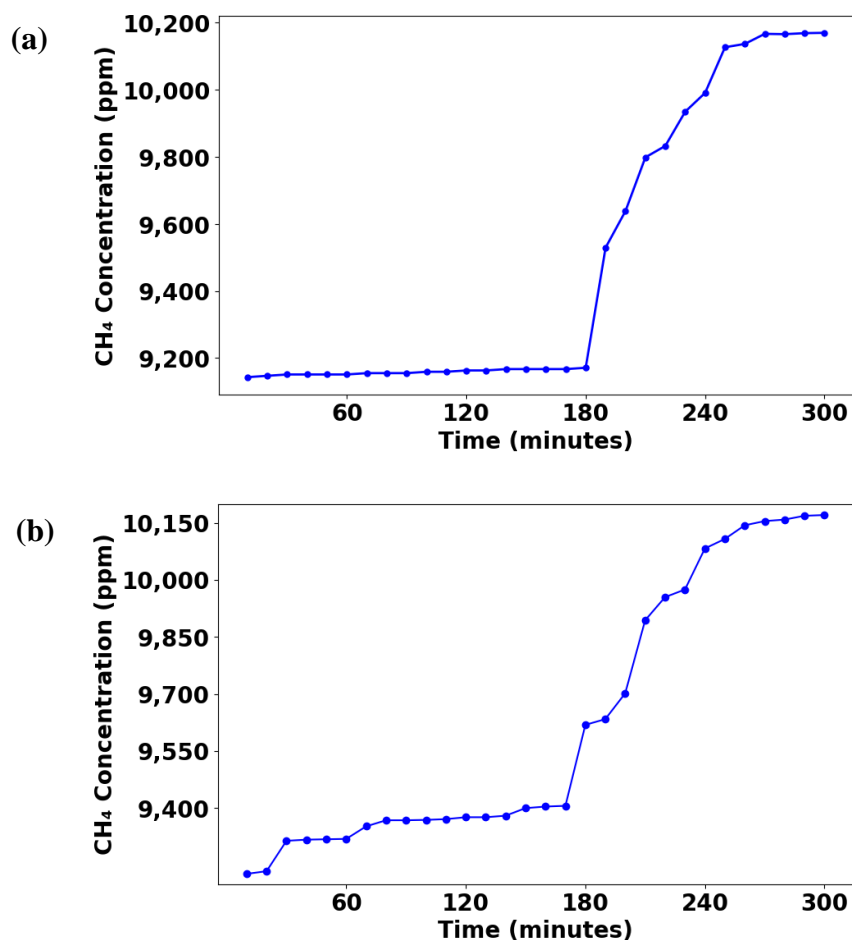 (a)
CH₄ Concentration (ppm)
10,200
10,000
9,800
9,600
9,400
9,200
60 120 180 240 300
Time (minutes)
(b)
CH₄ Concentration (ppm)
10,150
10,000
9,850
9,700
9,550
9,400
60 120 180 240 300
Time (minutes)